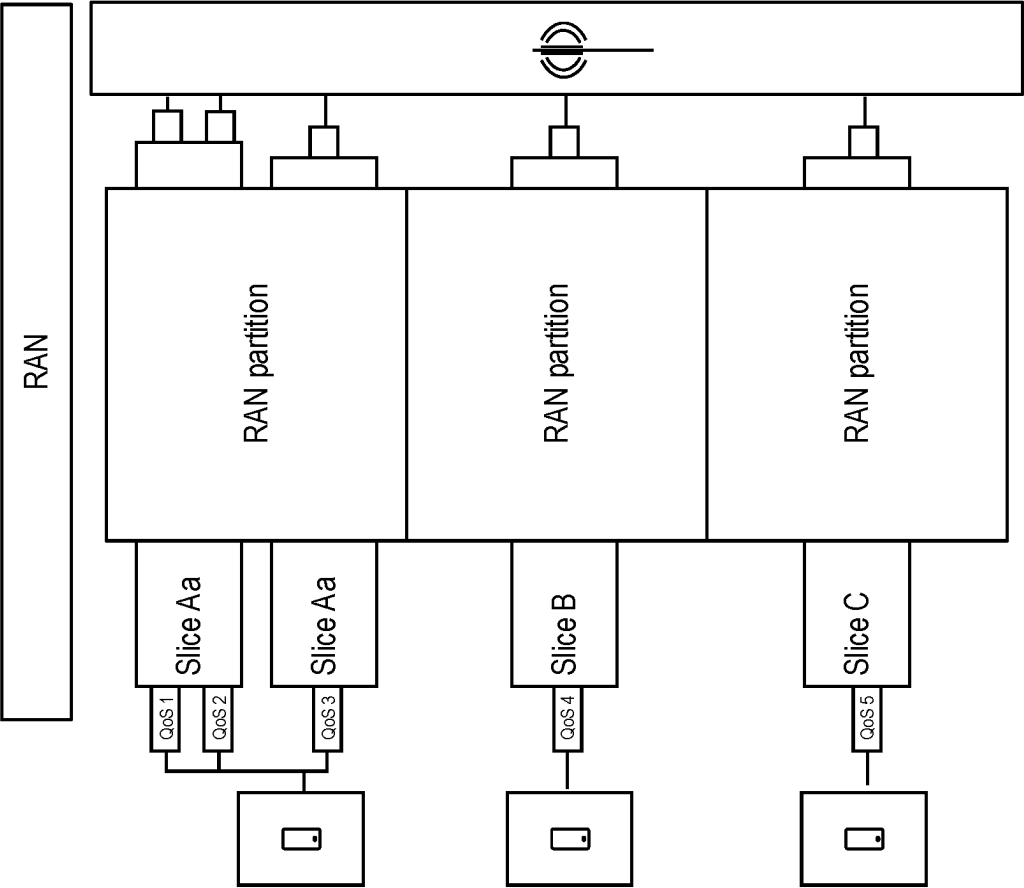 RAN
RAN partition
RAN partition
RAN partition
Slice Aa
Slice Aa
Slice B
Slice C
QoS 1
QoS 2
QoS 3
QoS 4
QoS 5